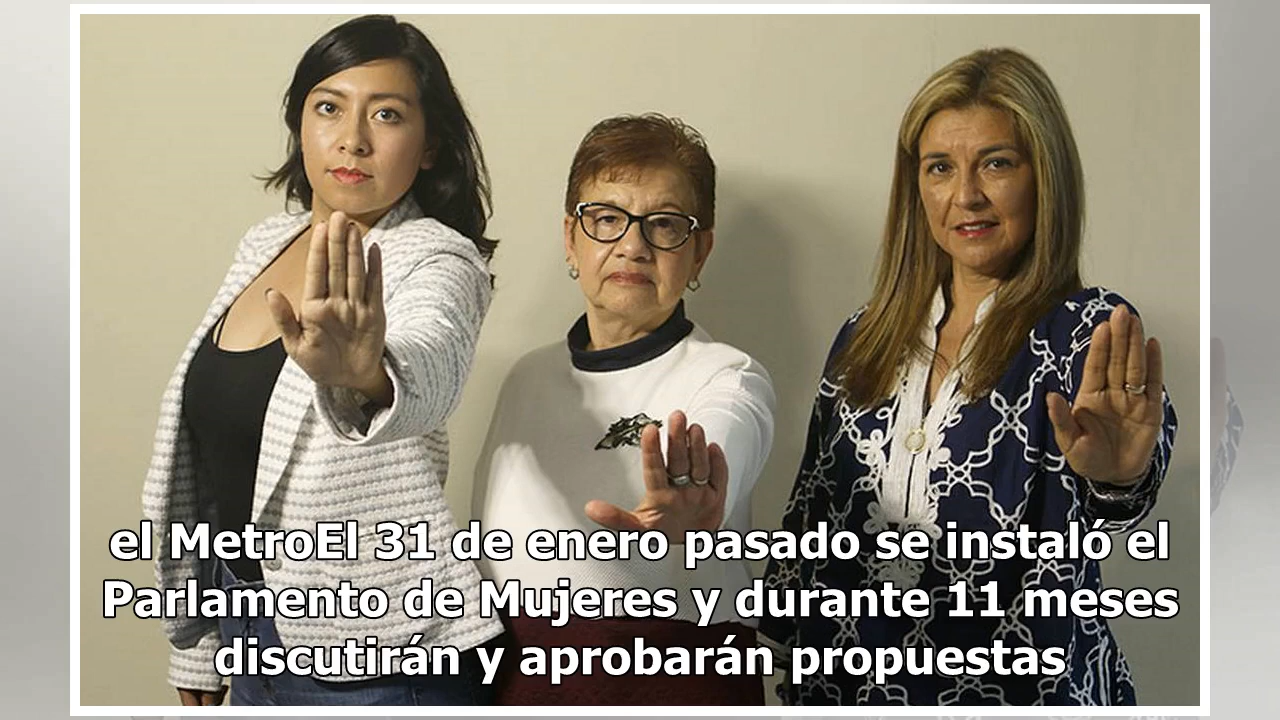 el MetroEl 31 de enero pasado se instaló el
Parlamento de Mujeres y durante 11 meses
discutirán y aprobarán propuestas